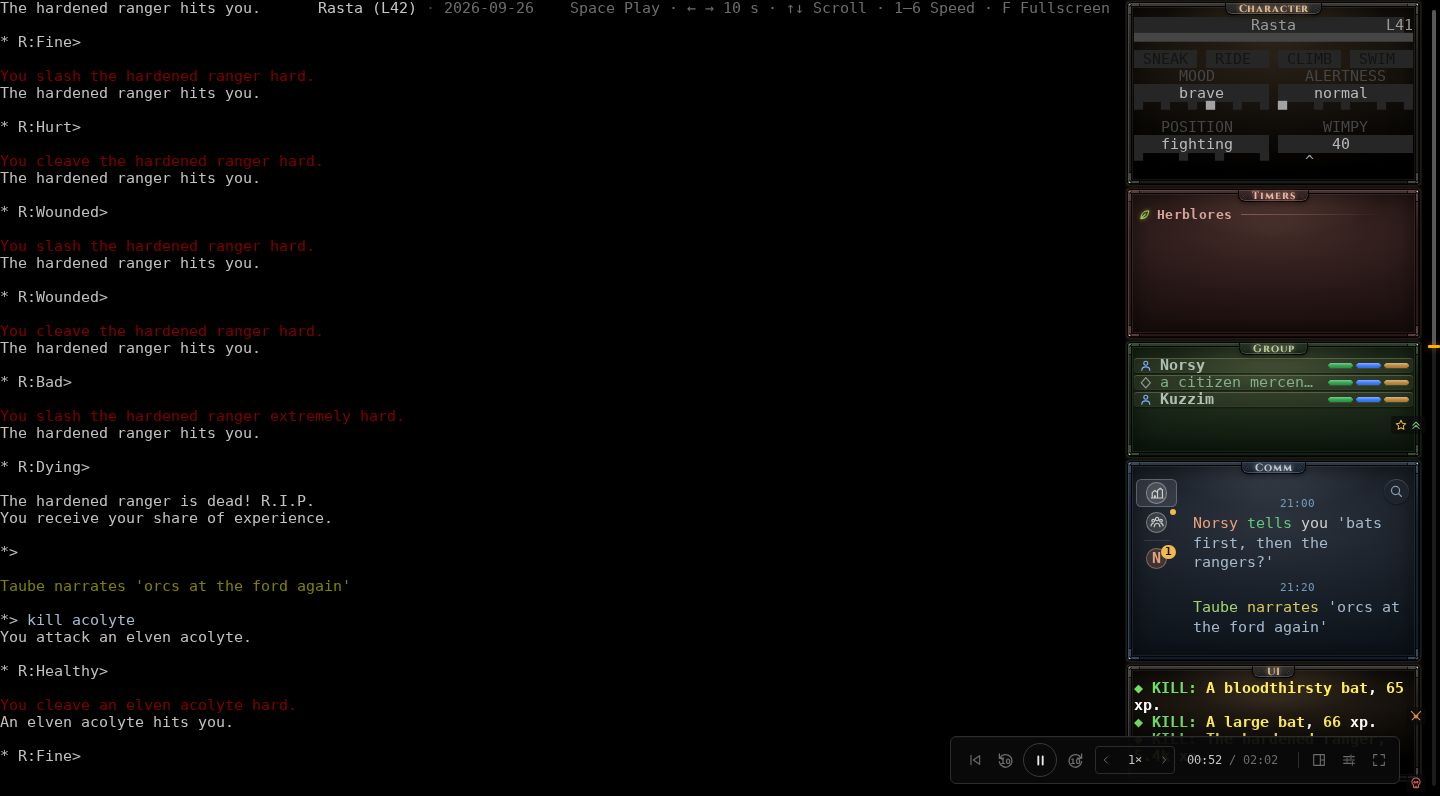 The hardened ranger hits you.
Rasta (L42) · 2026-09-26
Space Play · ← → 10 s · ↑↓ Scroll · 1–6 Speed · F Fullscreen
* R:Fine>
You slash the hardened ranger hard.
The hardened ranger hits you.
* R:Hurt>
You cleave the hardened ranger hard.
The hardened ranger hits you.
* R:Wounded>
You slash the hardened ranger hard.
The hardened ranger hits you.
* R:Wounded>
You cleave the hardened ranger hard.
The hardened ranger hits you.
* R:Bad>
You slash the hardened ranger extremely hard.
The hardened ranger hits you.
* R:Dying>
The hardened ranger is dead! R.I.P.
You receive your share of experience.
*>
Taube narrates 'orcs at the ford again'
*> kill acolyte
You attack an elven acolyte.
* R:Healthy>
You cleave an elven acolyte hard.
An elven acolyte hits you.
* R:Fine>
Character
Rasta L41
SNEAK RIDE CLIMB SWIM
MOOD ALERTNESS
brave normal
POSITION WIMPY
fighting 40
^
Timers
Herblores
Group
Norsy
a citizen mercen…
Kuzzim
Comm
N 1
21:00
Norsy tells you 'bats
first, then the
rangers?'
21:20
Taube narrates 'orcs at
the ford again'
UI
◆ KILL: A bloodthirsty bat, 65
xp.
◆ KILL: A large bat, 66 xp.
◆ KILL: The hardened ranger,
10 10 1× 00:52 / 02:02